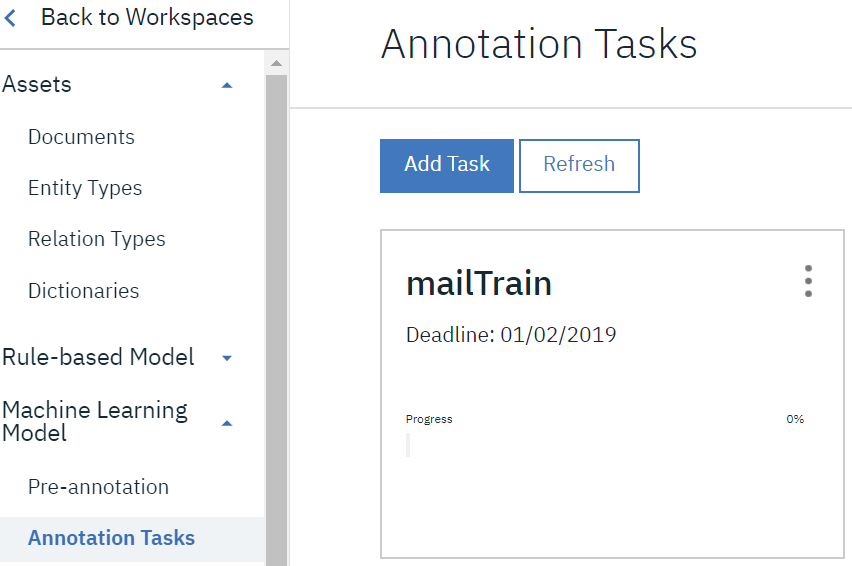 Back to Workspaces
Assets
Documents
Entity Types
Relation Types
Dictionaries
Rule-based Model
Machine Learning
Model
Pre-annotation
Annotation Tasks
Annotation Tasks
Add Task
Refresh
mailTrain
Deadline: 01/02/2019
Progress
0%